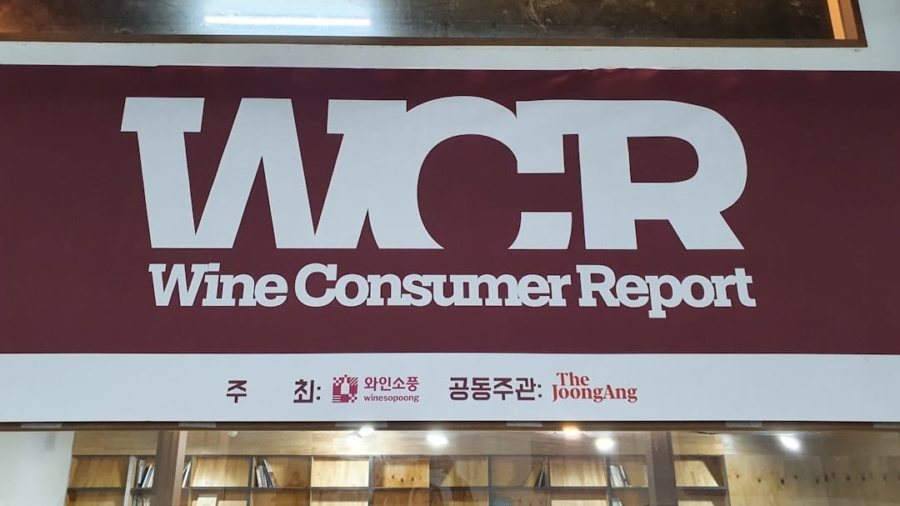 WCR
Wine Consumer Report
주 최: 와인소풍 winesopoong 공동주관: The JoongAng